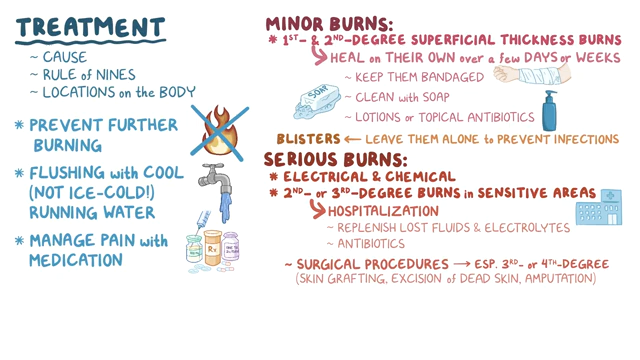 TREATMENT
~ CAUSE
~ RULE of NINES
~ LOCATIONS on the BODY
* PREVENT FURTHER
BURNING
* FLUSHING with COOL
(NOT ICE-COLD!)
RUNNING WATER
* MANAGE PAIN with
MEDICATION
Rx
MINOR BURNS:
* 1ST- & 2ND-DEGREE SUPERFICIAL THICKNESS BURNS
HEAL on THEIR OWN over a few DAYS or WEEKS
~ KEEP THEM BANDAGED
SOAP
~ CLEAN with SOAP
~ LOTIONS or TOPICAL ANTIBIOTICS
BLISTERS ← LEAVE THEM ALONE to PREVENT INFECTIONS
SERIOUS BURNS:
* ELECTRICAL & CHEMICAL
* 2ND- or 3RD-DEGREE BURNS in SENSITIVE AREAS
HOSPITALIZATION
~ REPLENISH LOST FLUIDS & ELECTROLYTES
~ ANTIBIOTICS
~ SURGICAL PROCEDURES → ESP. 3RD- or 4TH-DEGREE
(SKIN GRAFTING, EXCISION of DEAD SKIN, AMPUTATION)